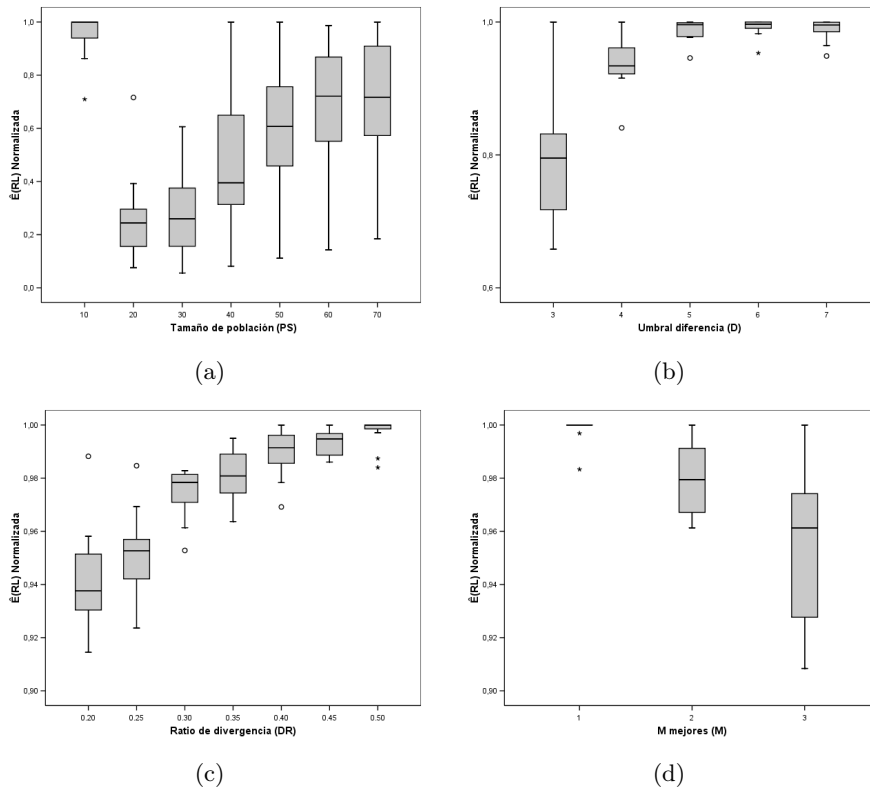 1,0
0,8
0,6
0,4
0,2
0,0
Ê(RL) Normalizada
10 20 30 40 50 60 70
Tamaño de población (PS)
(a)
1,0
0,8
0,6
Ê(RL) Normalizada
3 4 5 6 7
Umbral diferencia (D)
(b)
1,00
0,98
0,96
0,94
0,92
0,90
Ê(RL) Normalizada
0.20 0.25 0.30 0.35 0.40 0.45 0.50
Ratio de divergencia (DR)
(c)
1,00
0,98
0,96
0,94
0,92
0,90
Ê(RL) Normalizada
1 2 3
M mejores (M)
(d)